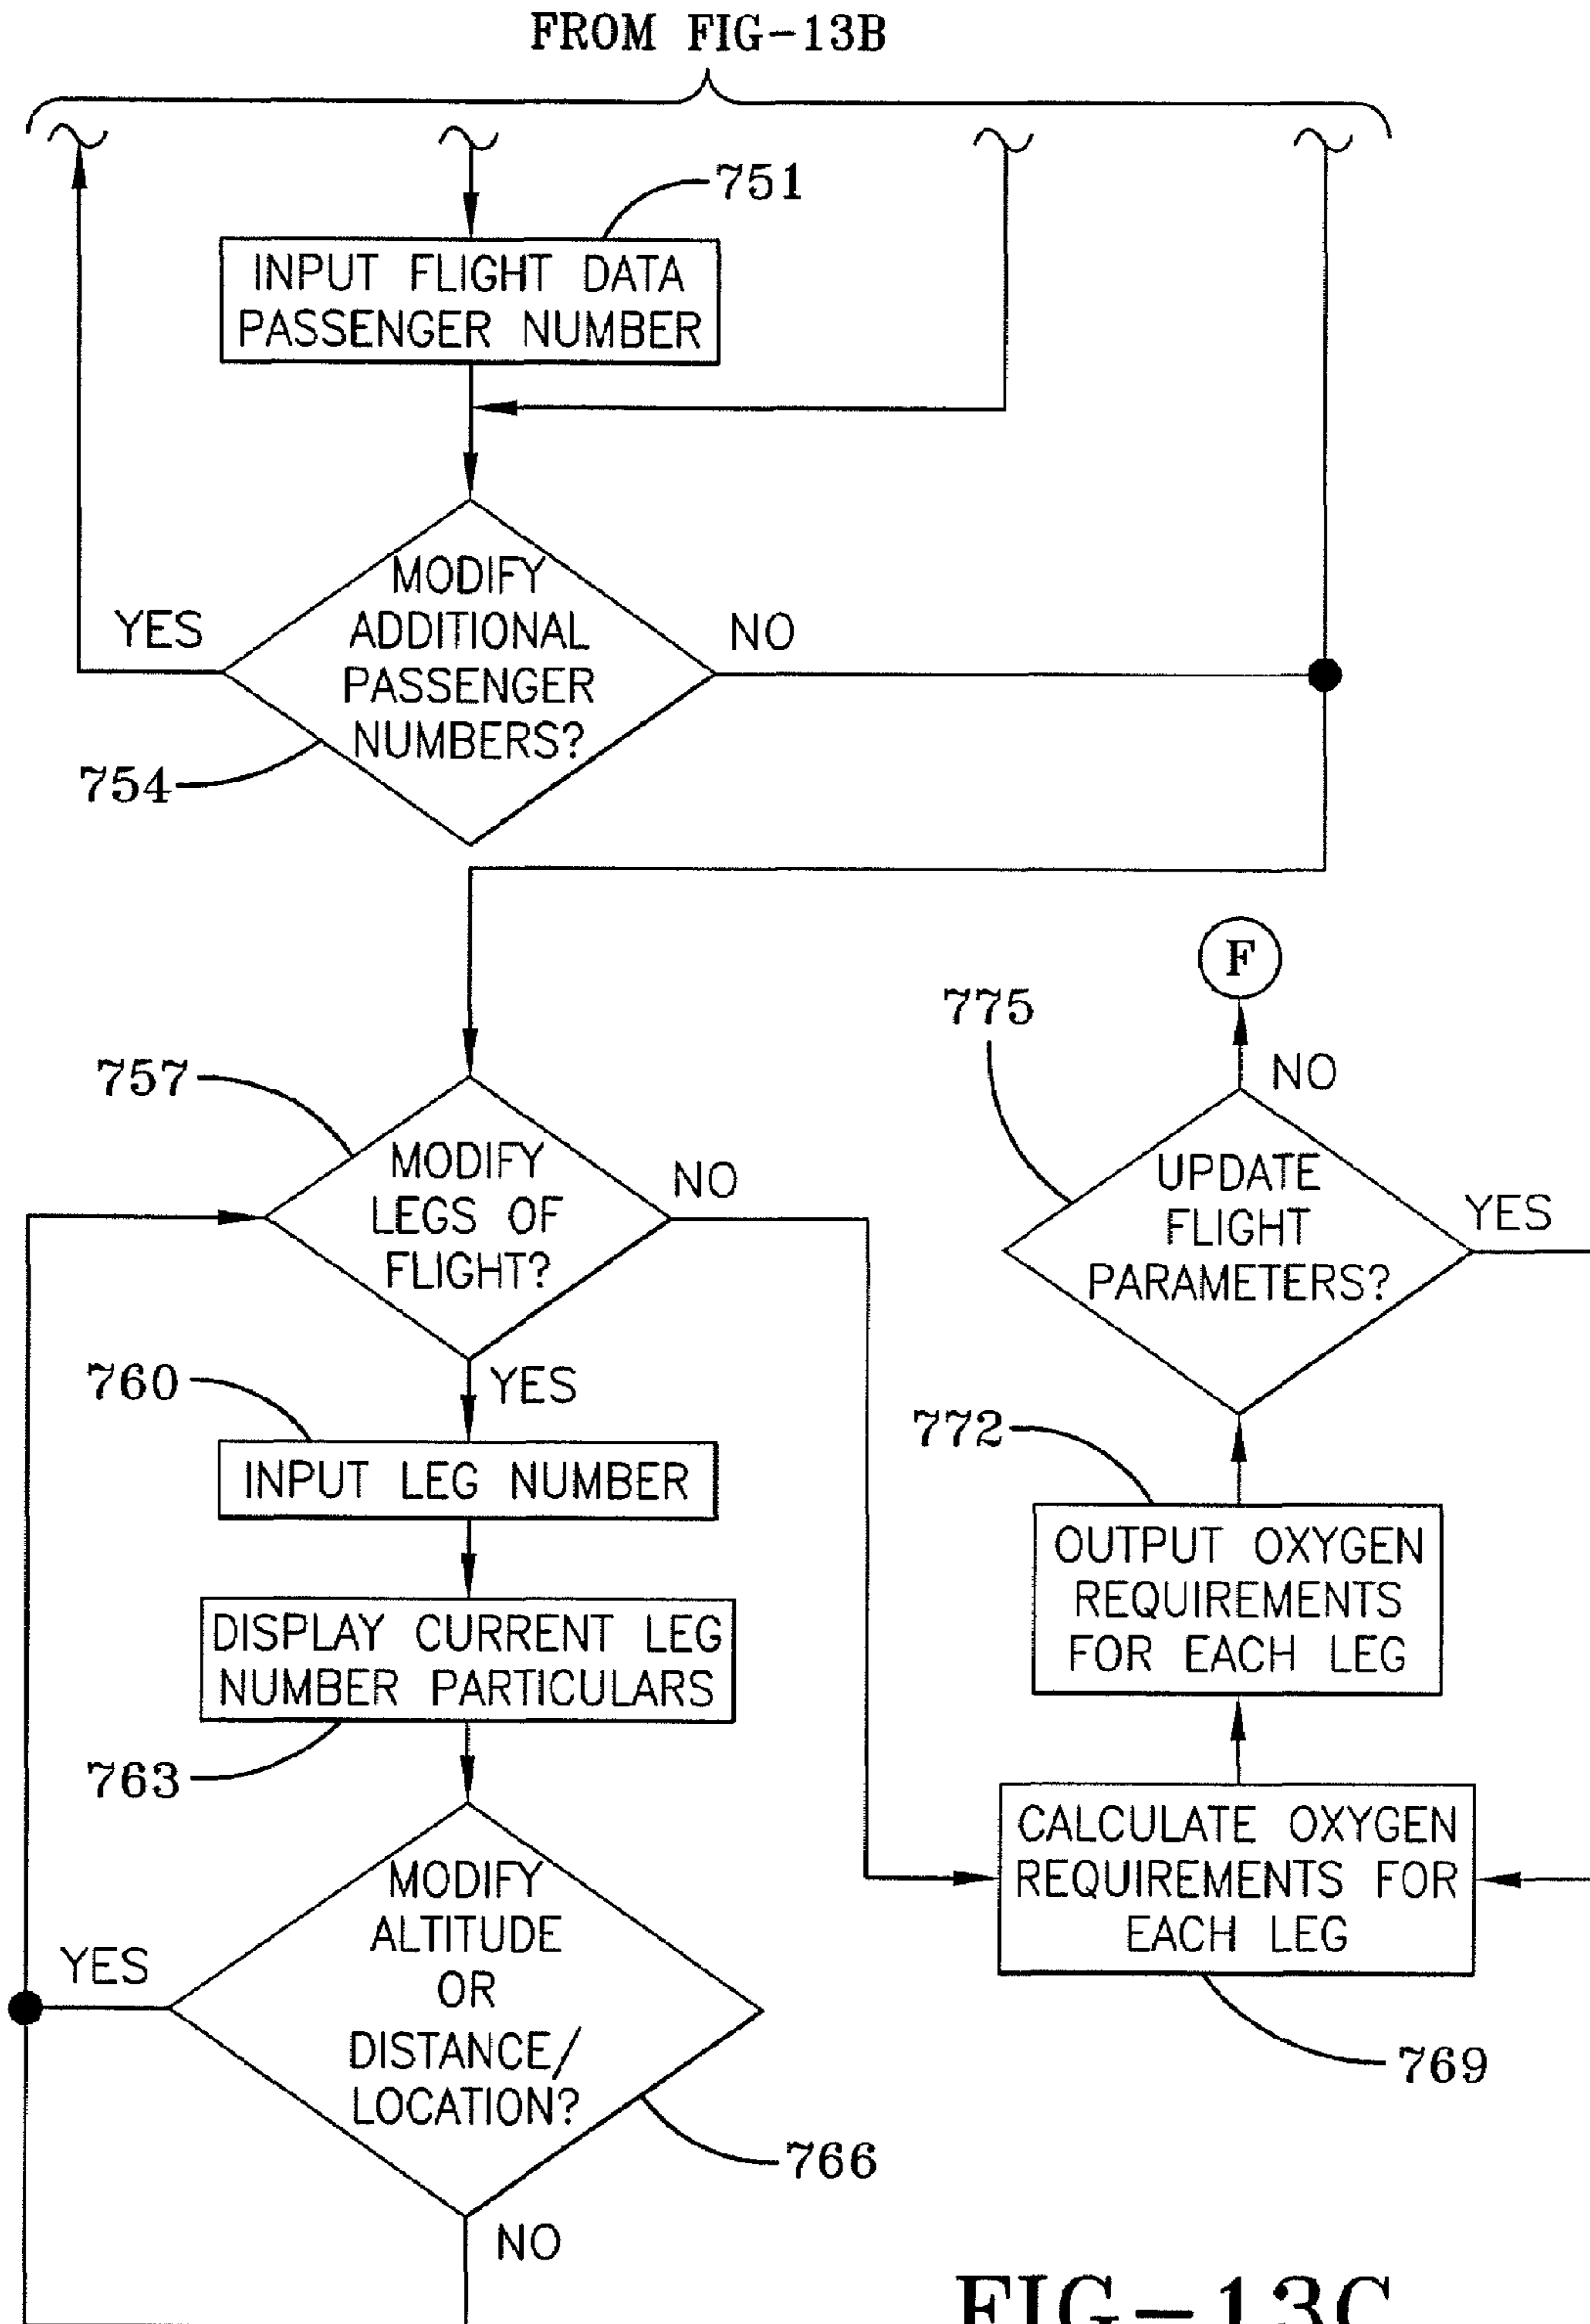 FROM FIG-13B
751
INPUT FLIGHT DATA
PASSENGER NUMBER
MODIFY
ADDITIONAL
PASSENGER
NUMBERS?
YES
NO
754
757
MODIFY
LEGS OF
FLIGHT?
NO
YES
760
INPUT LEG NUMBER
DISPLAY CURRENT LEG
NUMBER PARTICULARS
763
MODIFY
ALTITUDE
OR
DISTANCE/
LOCATION?
YES
NO
766
F
NO
775
UPDATE
FLIGHT
PARAMETERS?
YES
772
OUTPUT OXYGEN
REQUIREMENTS
FOR EACH LEG
CALCULATE OXYGEN
REQUIREMENTS FOR
EACH LEG
769
FIG-13C